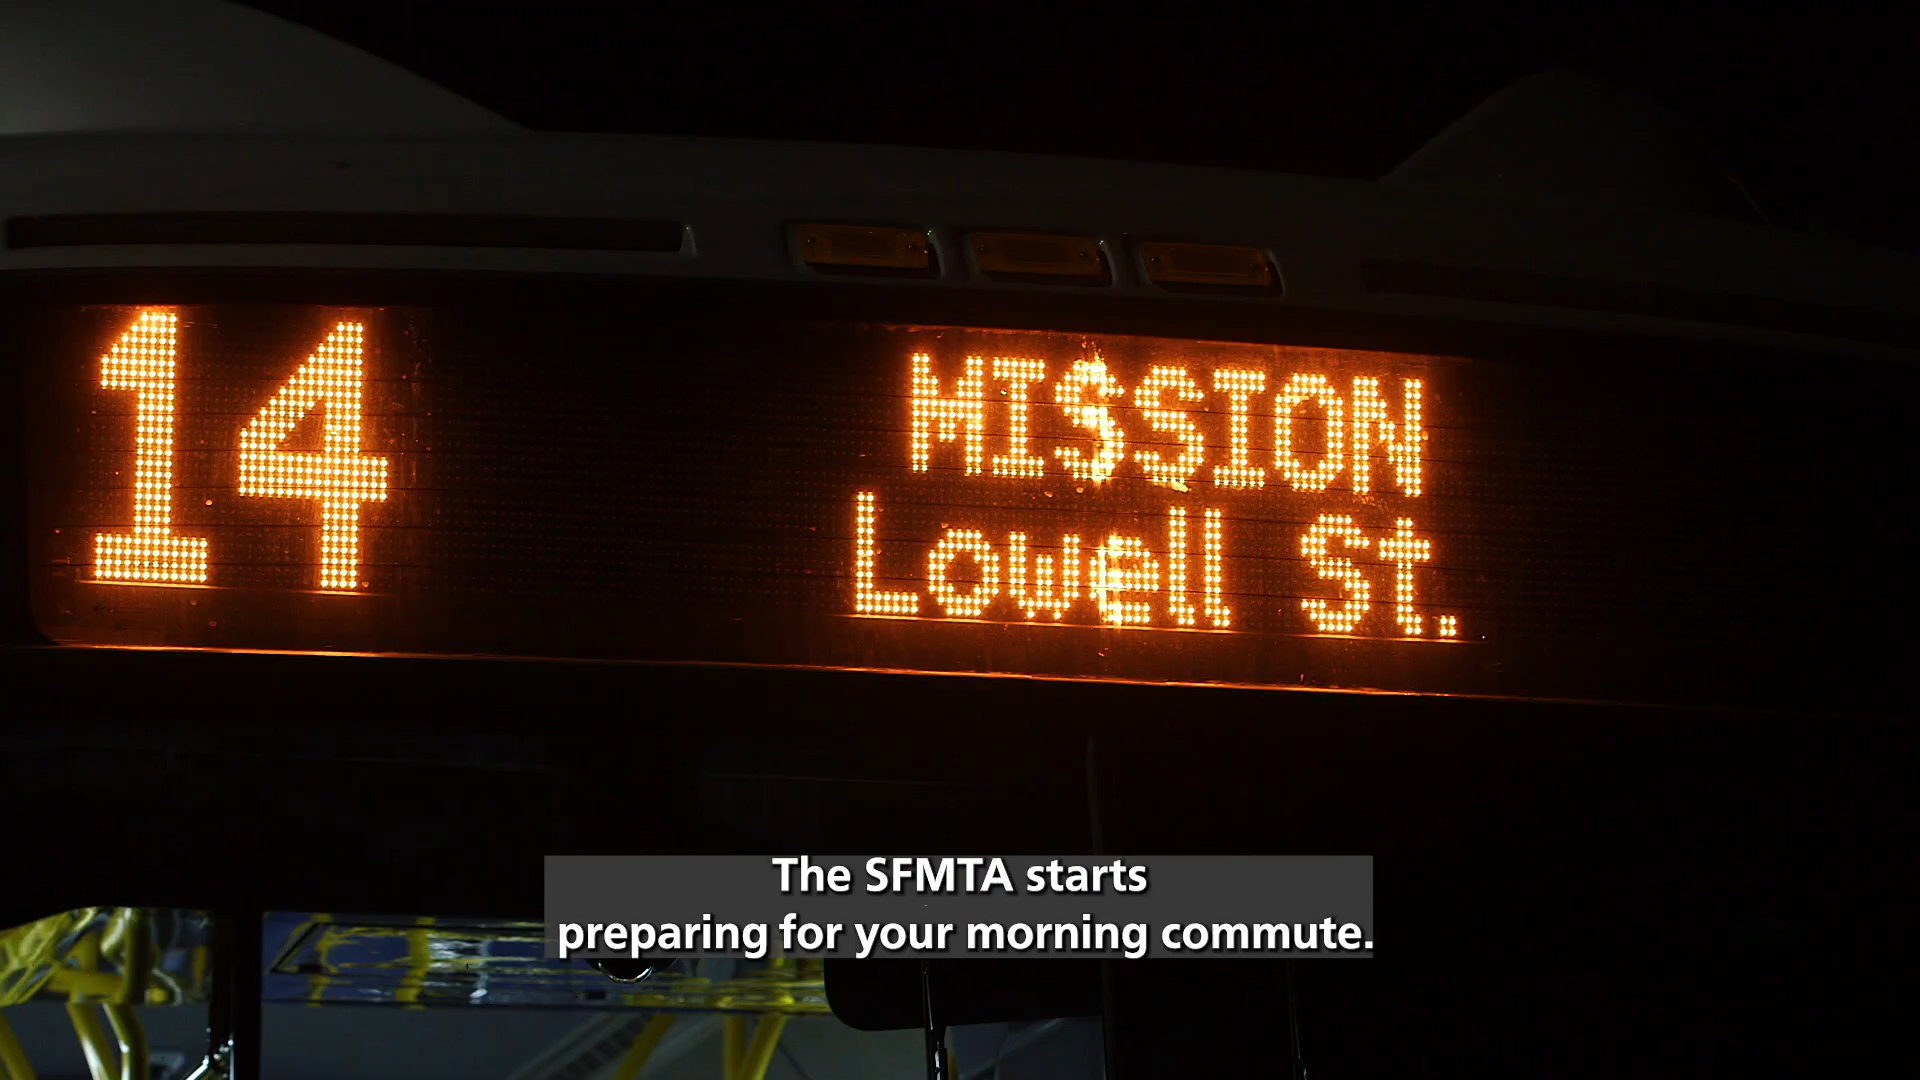 14
MISSION
Lowell St.
The SFMTA starts
preparing for your morning commute.